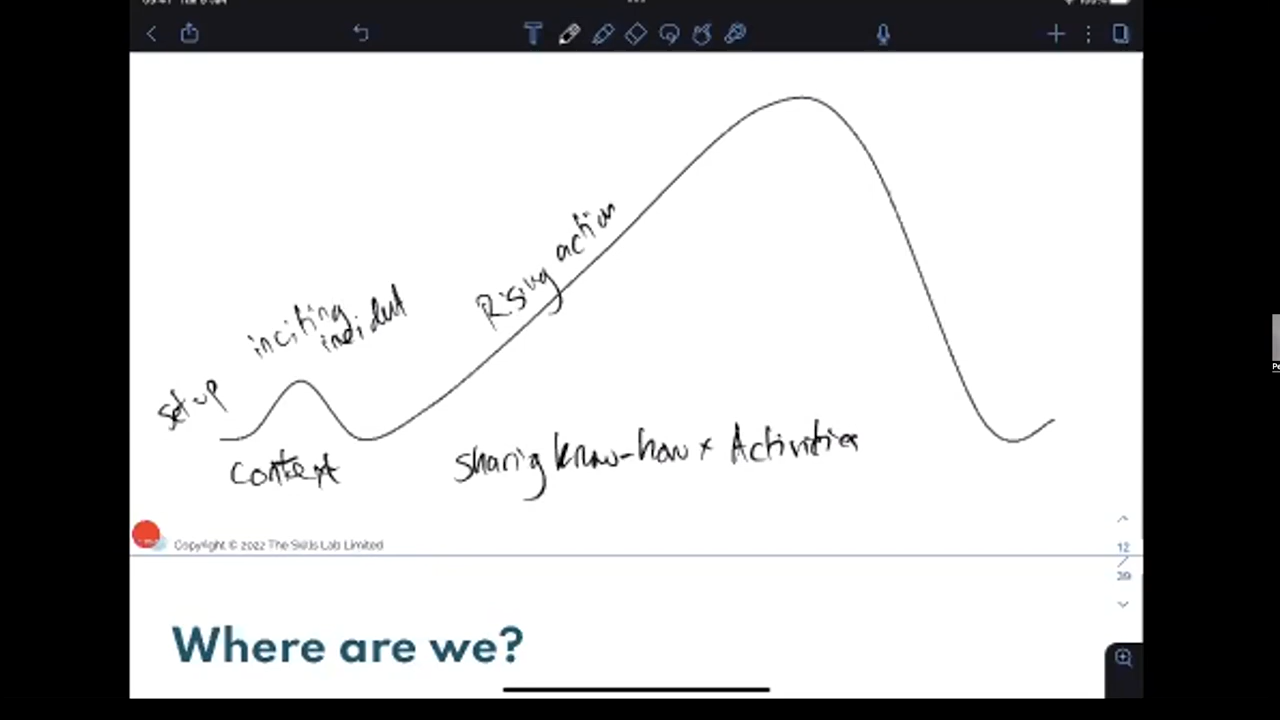 Rising action
inciting
incident
set up
Context
Sharing know-how + Activities
Copyright © 2022 The Skills Lab Limited
12
39
Where are we?